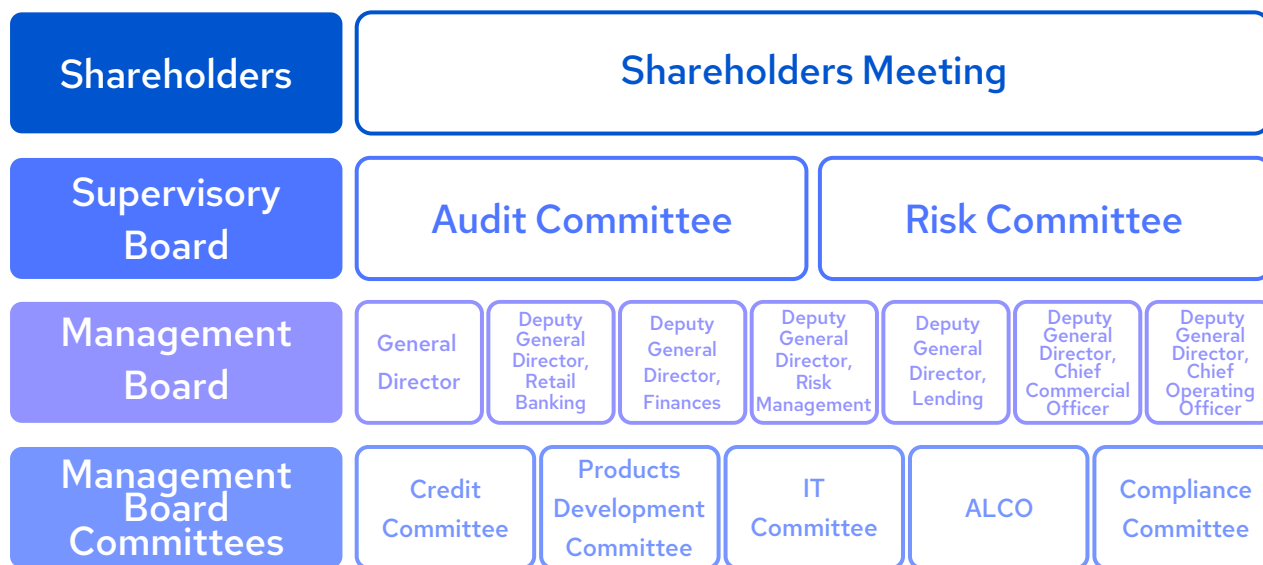 Shareholders
Shareholders Meeting
Supervisory
Board
Audit Committee
Risk Committee
Management
Board
General
Director
Deputy
General
Director,
Retail
Banking
Deputy
General
Director,
Finances
Deputy
General
Director,
Risk
Management
Deputy
General
Director,
Lending
Deputy
General
Director,
Chief
Commercial
Officer
Deputy
General
Director,
Chief
Operating
Officer
Management
Board
Committees
Credit
Committee
Products
Development
Committee
IT
Committee
ALCO
Compliance
Committee